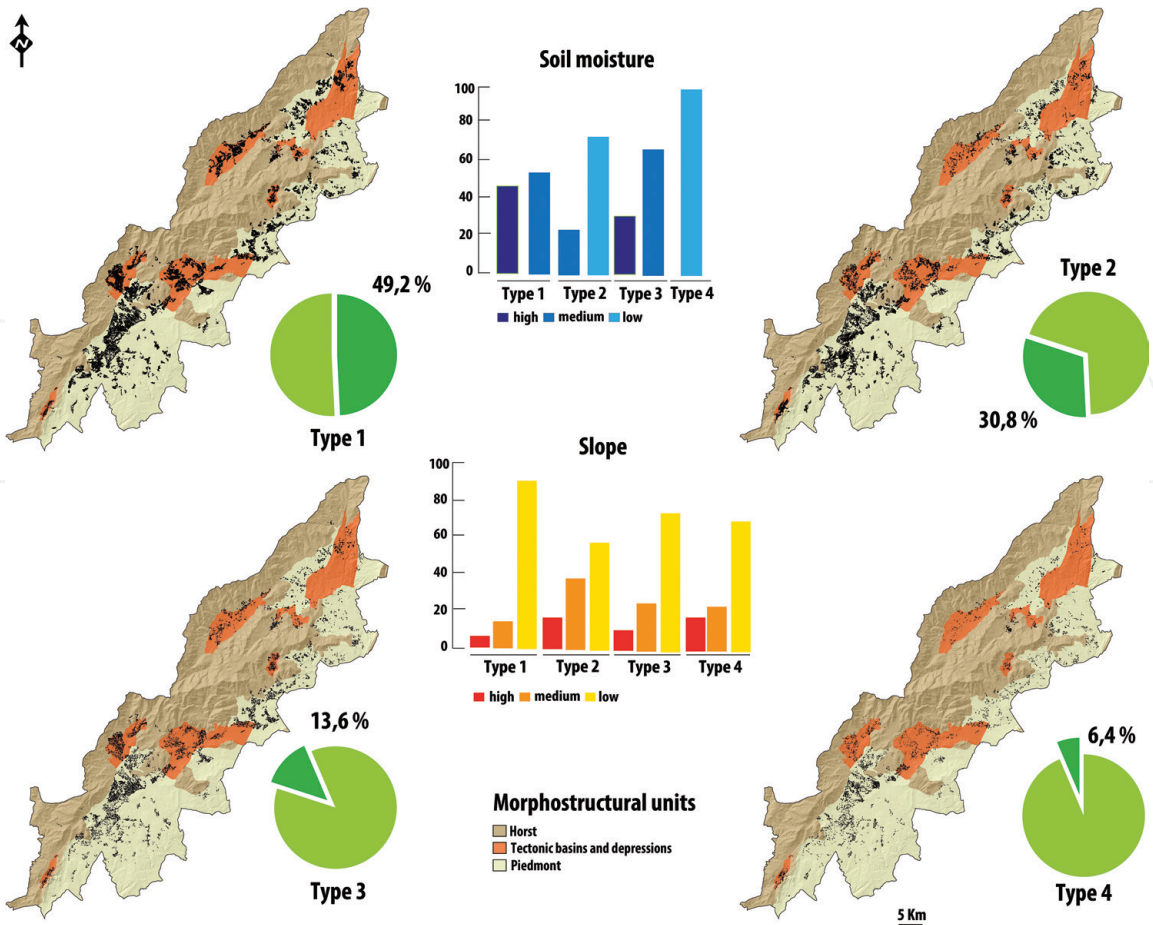 N
Soil moisture
100
80
60
40
20
0
Type 1 Type 2 Type 3 Type 4
high medium low
49,2 %
Type 1
Type 2
30,8 %
Slope
100
80
60
40
20
0
Type 1 Type 2 Type 3 Type 4
high medium low
13,6 %
Type 3
Morphostructural units
Horst
Tectonic basins and depressions
Piedmont
6,4 %
Type 4
5 Km